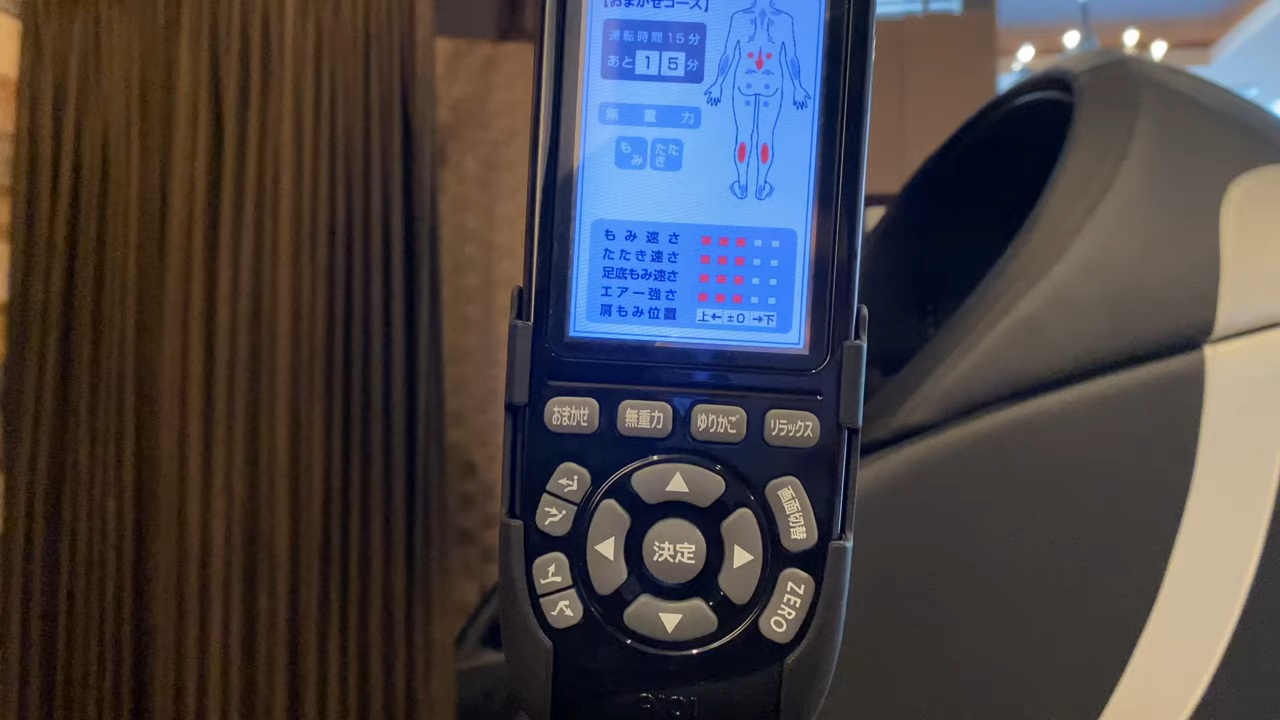 【おまかせコース】
運転時間15分
あと15分
無重力
もみ
たたき
もみ速さ
たたき速さ
足底もみ速さ
エアー強さ
肩もみ位置 上← ±0 →下
おまかせ 無重力 ゆりかご リラックス
画面切替
決定
ZERO